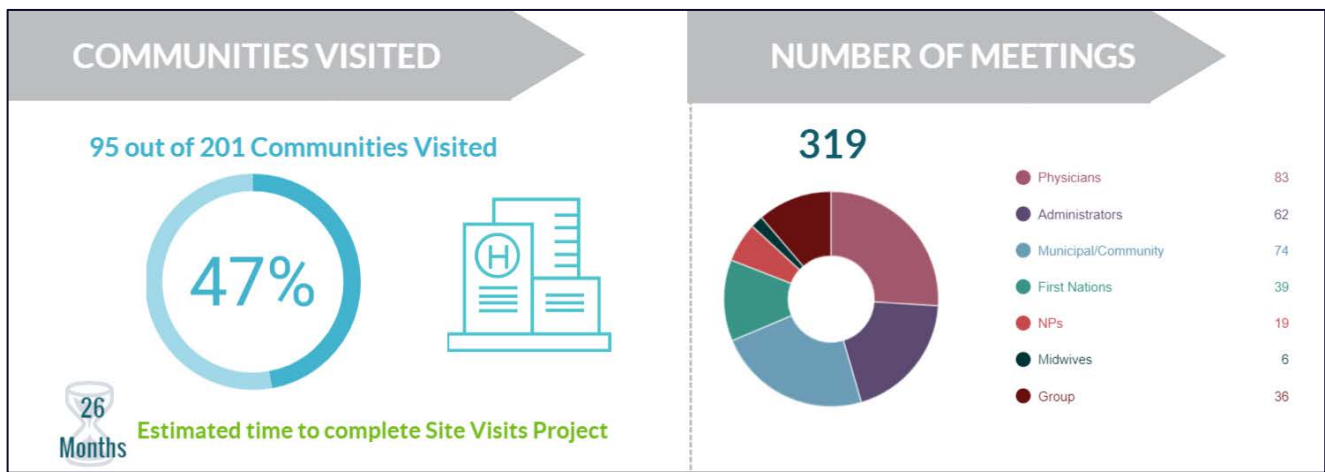 COMMUNITIES VISITED
95 out of 201 Communities Visited
47%
H
26
Months
Estimated time to complete Site Visits Project
NUMBER OF MEETINGS
319
Physicians 83
Administrators 62
Municipal/Community 74
First Nations 39
NPs 19
Midwives 6
Group 36